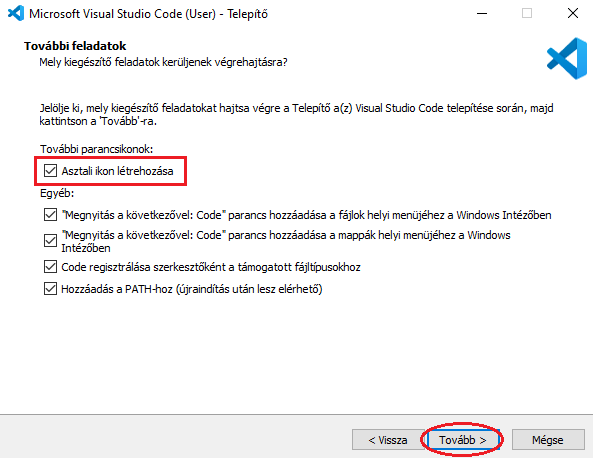 Microsoft Visual Studio Code (User) - Telepítő
További feladatok
Mely kiegészítő feladatok kerüljenek végrehajtásra?
Jelölje ki, mely kiegészítő feladatokat hajtsa végre a Telepítő a(z) Visual Studio Code telepítése során, majd
kattintson a 'Tovább'-ra.
További parancsikonok:
Asztali ikon létrehozása
Egyéb:
"Megnyitás a következővel: Code" parancs hozzáadása a fájlok helyi menüjéhez a Windows Intézőben
"Megnyitás a következővel: Code" parancs hozzáadása a mappák helyi menüjéhez a Windows
Intézőben
Code regisztrálása szerkesztőként a támogatott fájltípusokhoz
Hozzáadás a PATH-hoz (újraindítás után lesz elérhető)
< Vissza
Tovább >
Mégse